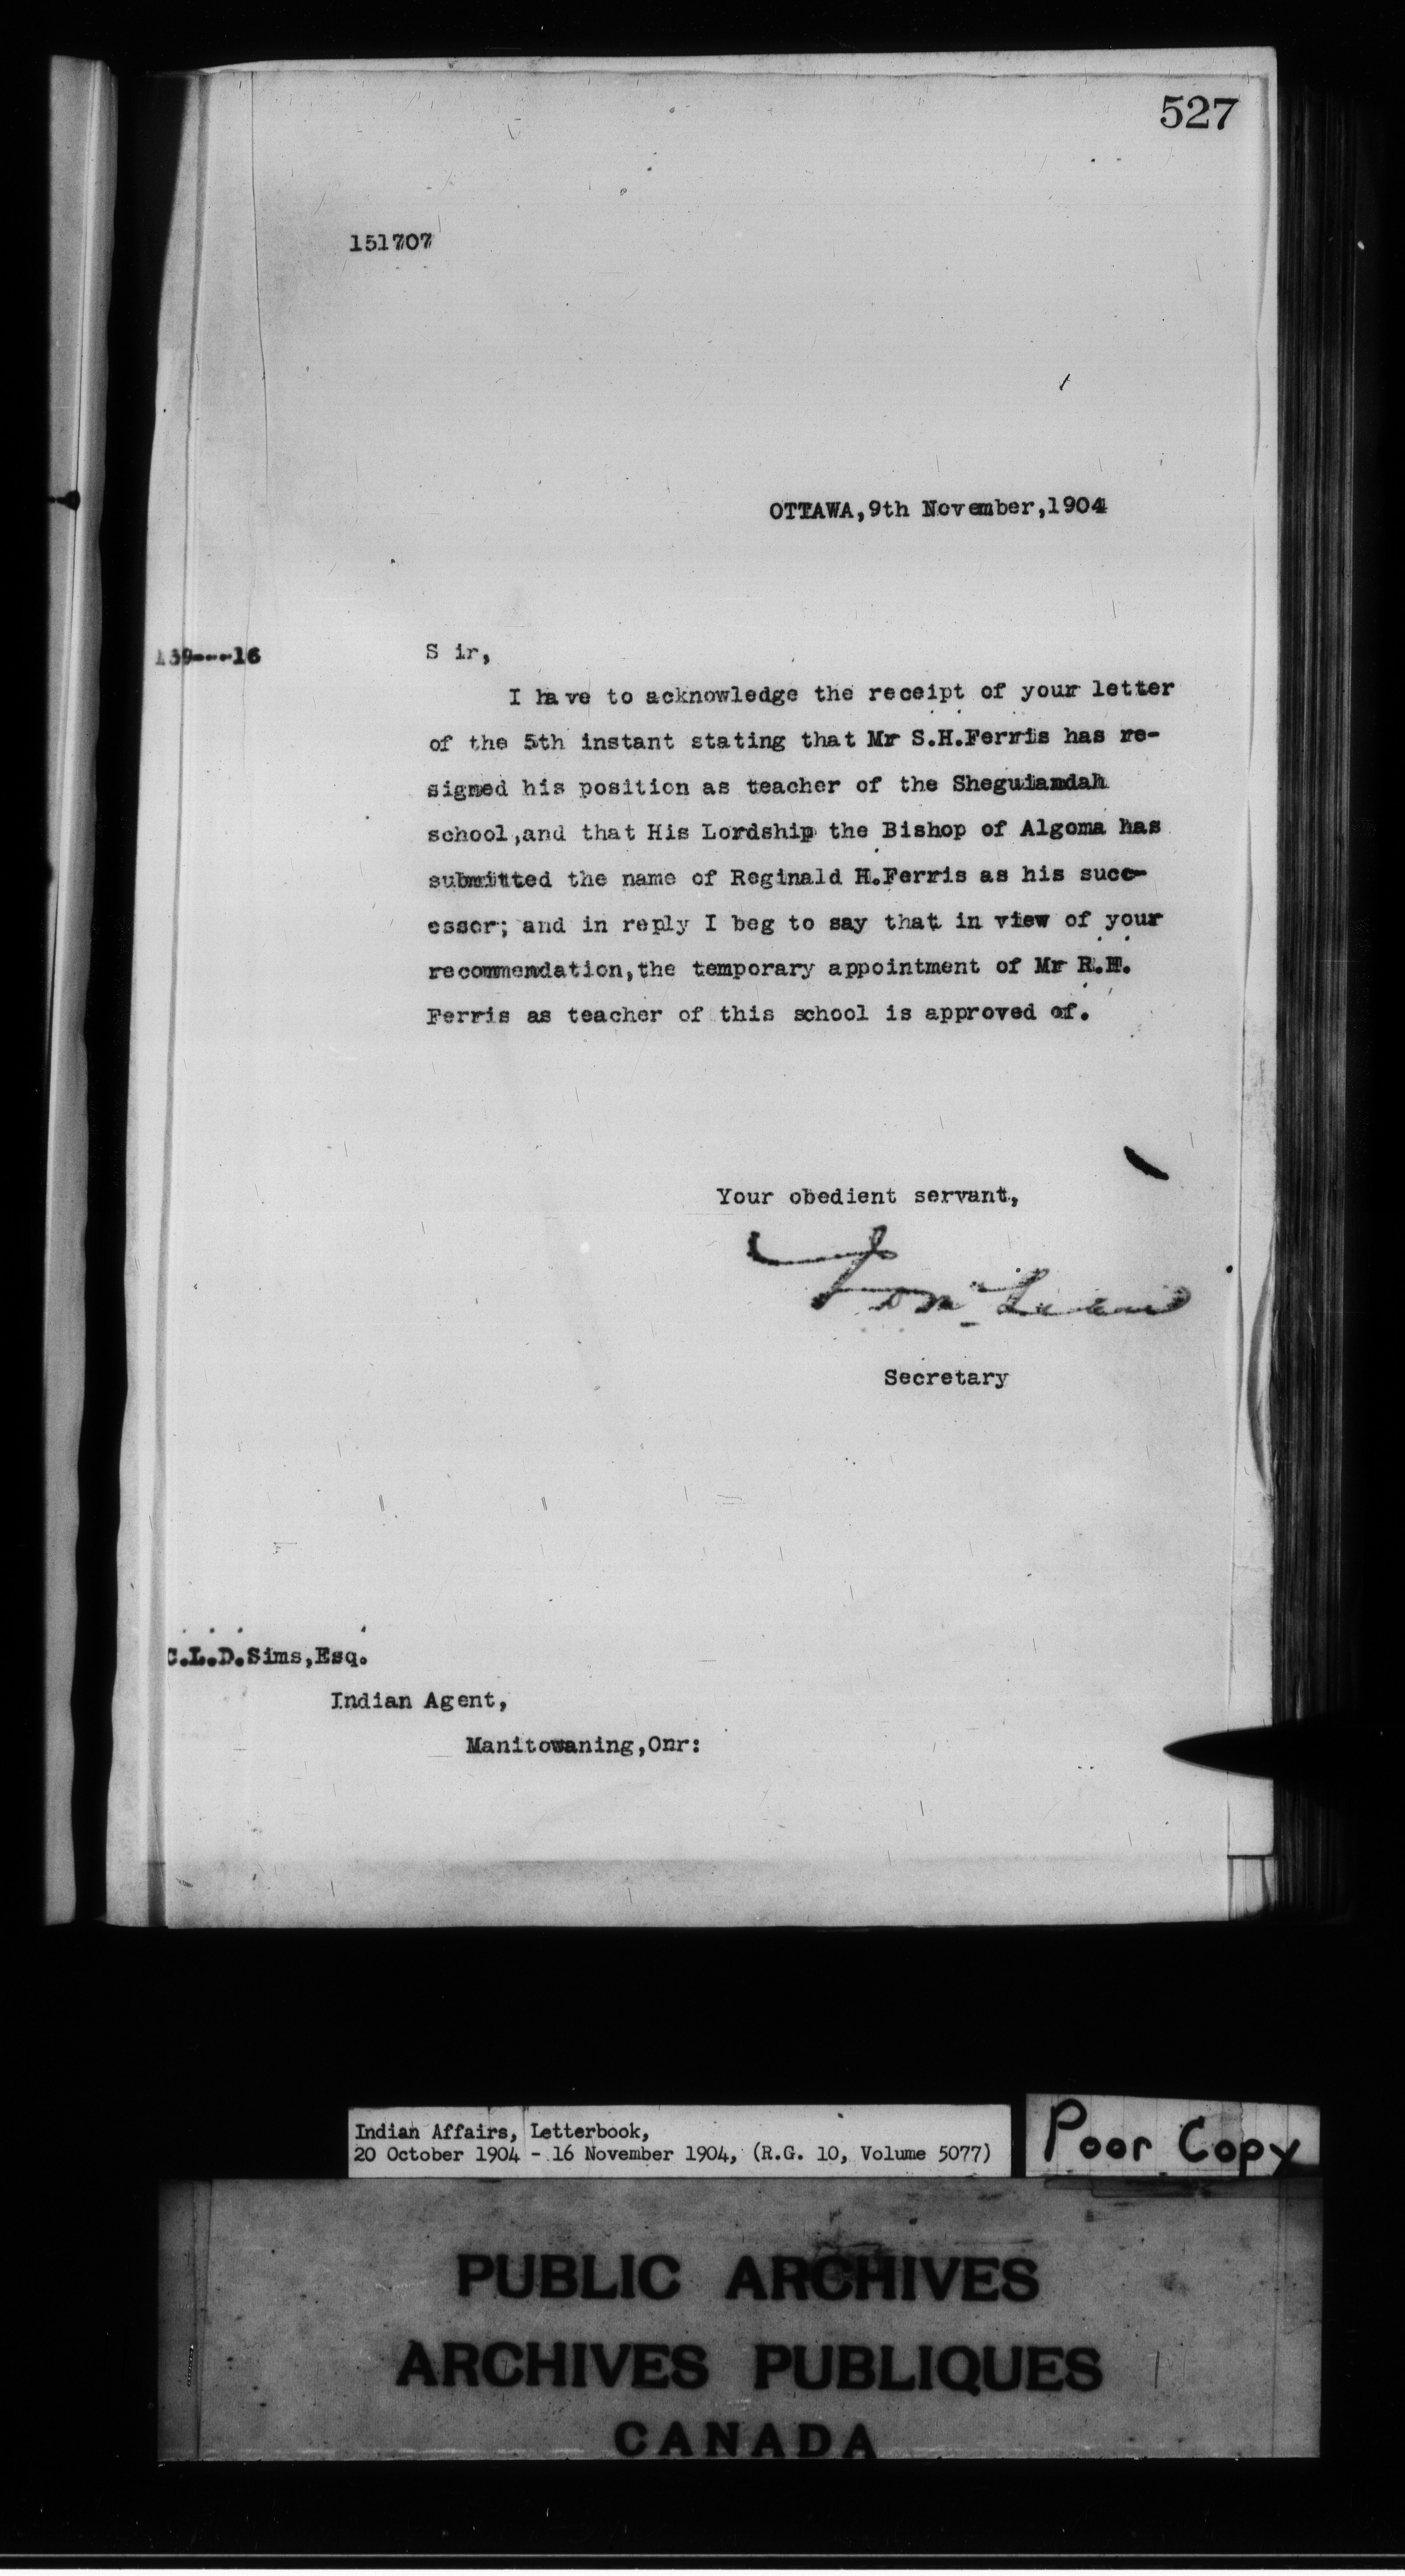 527
151707
OTTAWA, 9th November, 1904
139---16
S ir,
I have to acknowledge the receipt of your letter
of the 5th instant stating that Mr S.H.Ferris has re-
signed his position as teacher of the Sheguiandah
school, and that His Lordship the Bishop of Algoma has
submitted the name of Reginald H.Ferris as his succ-
essor; and in reply I beg to say that in view of your
recommendation, the temporary appointment of Mr R.H.
Ferris as teacher of this school is approved of.
Your obedient servant,
Secretary
C.L.D.Sims, Esq.
Indian Agent,
Manitowaning, Onr:
Indian Affairs, Letterbook,
20 October 1904 - 16 November 1904, (R.G. 10, Volume 5077)
Poor Copy
PUBLIC ARCHIVES
ARCHIVES PUBLIQUES
CANADA